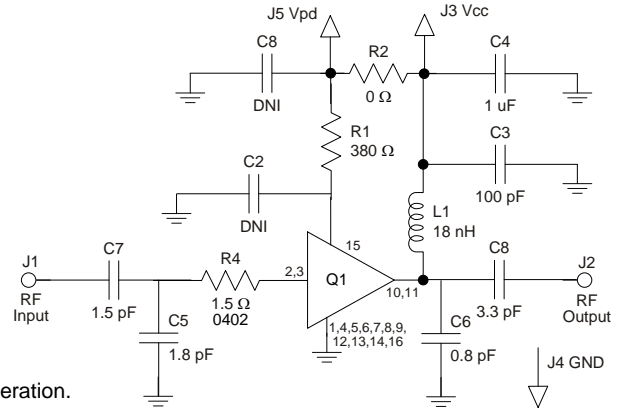 J5 Vpd
J3 Vcc
C8
DNI
R2
0 Ω
C4
1 uF
R1
380 Ω
C3
100 pF
C2
DNI
L1
18 nH
J1
RF
Input
C7
1.5 pF
R4
1.5 Ω
0402
C5
1.8 pF
2,3
15
Q1
10,11
1,4,5,6,7,8,9,
12,13,14,16
C8
3.3 pF
J2
RF
Output
C6
0.8 pF
J4 GND
eration.